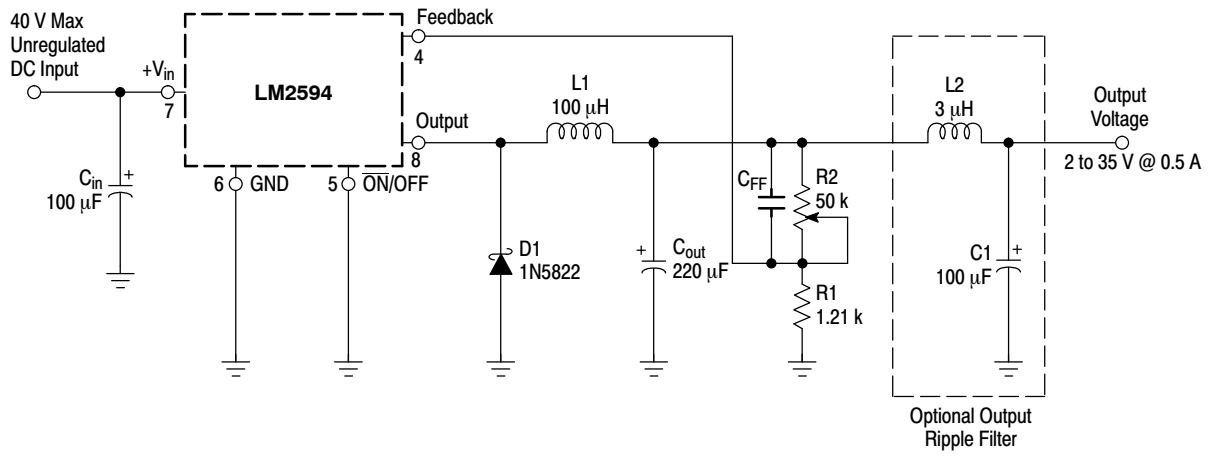 40 V Max
Unregulated
DC Input
+Vin
7
Cin
100 µF
+
LM2594
Feedback
4
Output
8
6
GND
5
ON/OFF
L1
100 µH
D1
1N5822
+
Cout
220 µF
CFF
R2
50 k
R1
1.21 k
L2
3 µH
C1
100 µF
+
Output
Voltage
2 to 35 V @ 0.5 A
Optional Output
Ripple Filter